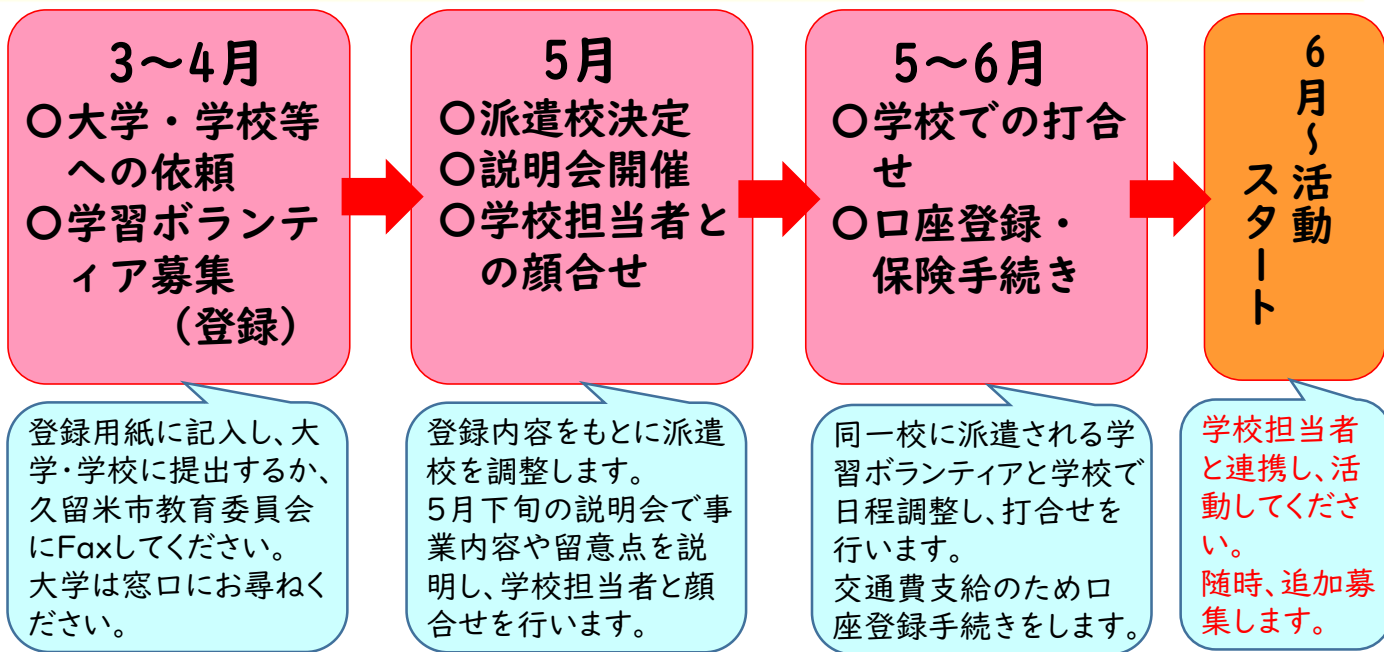 3～4月
〇大学・学校等
への依頼
〇学習ボランテ
ィア募集
（登録）
5月
〇派遣校決定
〇説明会開催
〇学校担当者と
の顔合せ
5～6月
〇学校での打合
せ
〇口座登録・
保険手続き
6月～活動
スタート
登録用紙に記入し、大
学・学校に提出するか、
久留米市教育委員会
にFaxしてください。
大学は窓口にお尋ねく
ださい。
登録内容をもとに派遣
校を調整します。
5月下旬の説明会で事
業内容や留意点を説
明し、学校担当者と顔
合せを行います。
同一校に派遣される学
習ボランティアと学校で
日程調整し、打合せを
行います。
交通費支給のため口
座登録手続きをします。
学校担当者
と連携し、活
動してくださ
い。
随時、追加募
集します。